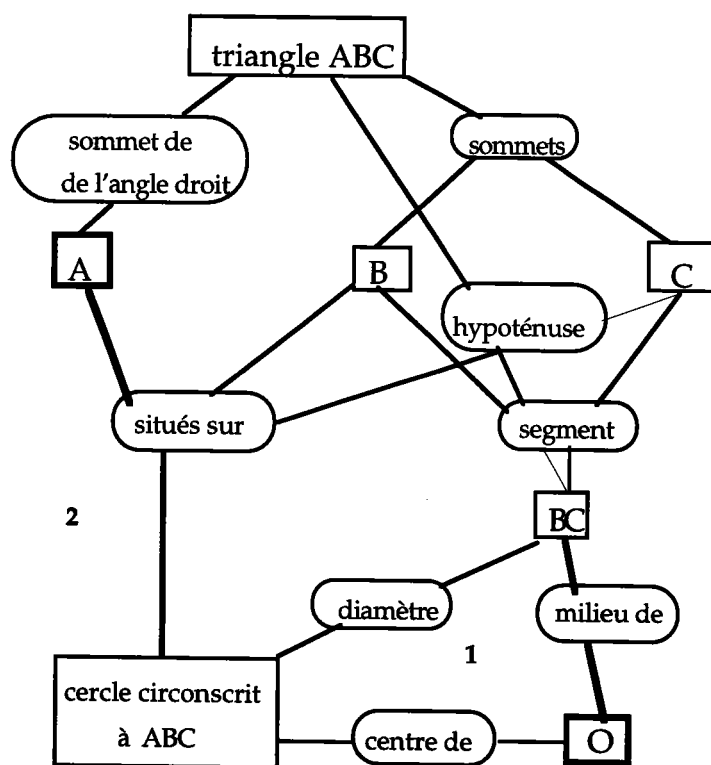 triangle ABC
sommet de
de l'angle droit
sommets
A
B
C
hypoténuse
situés sur
segment
2
BC
diamètre
milieu de
1
cercle circonscrit
à ABC
centre de
O